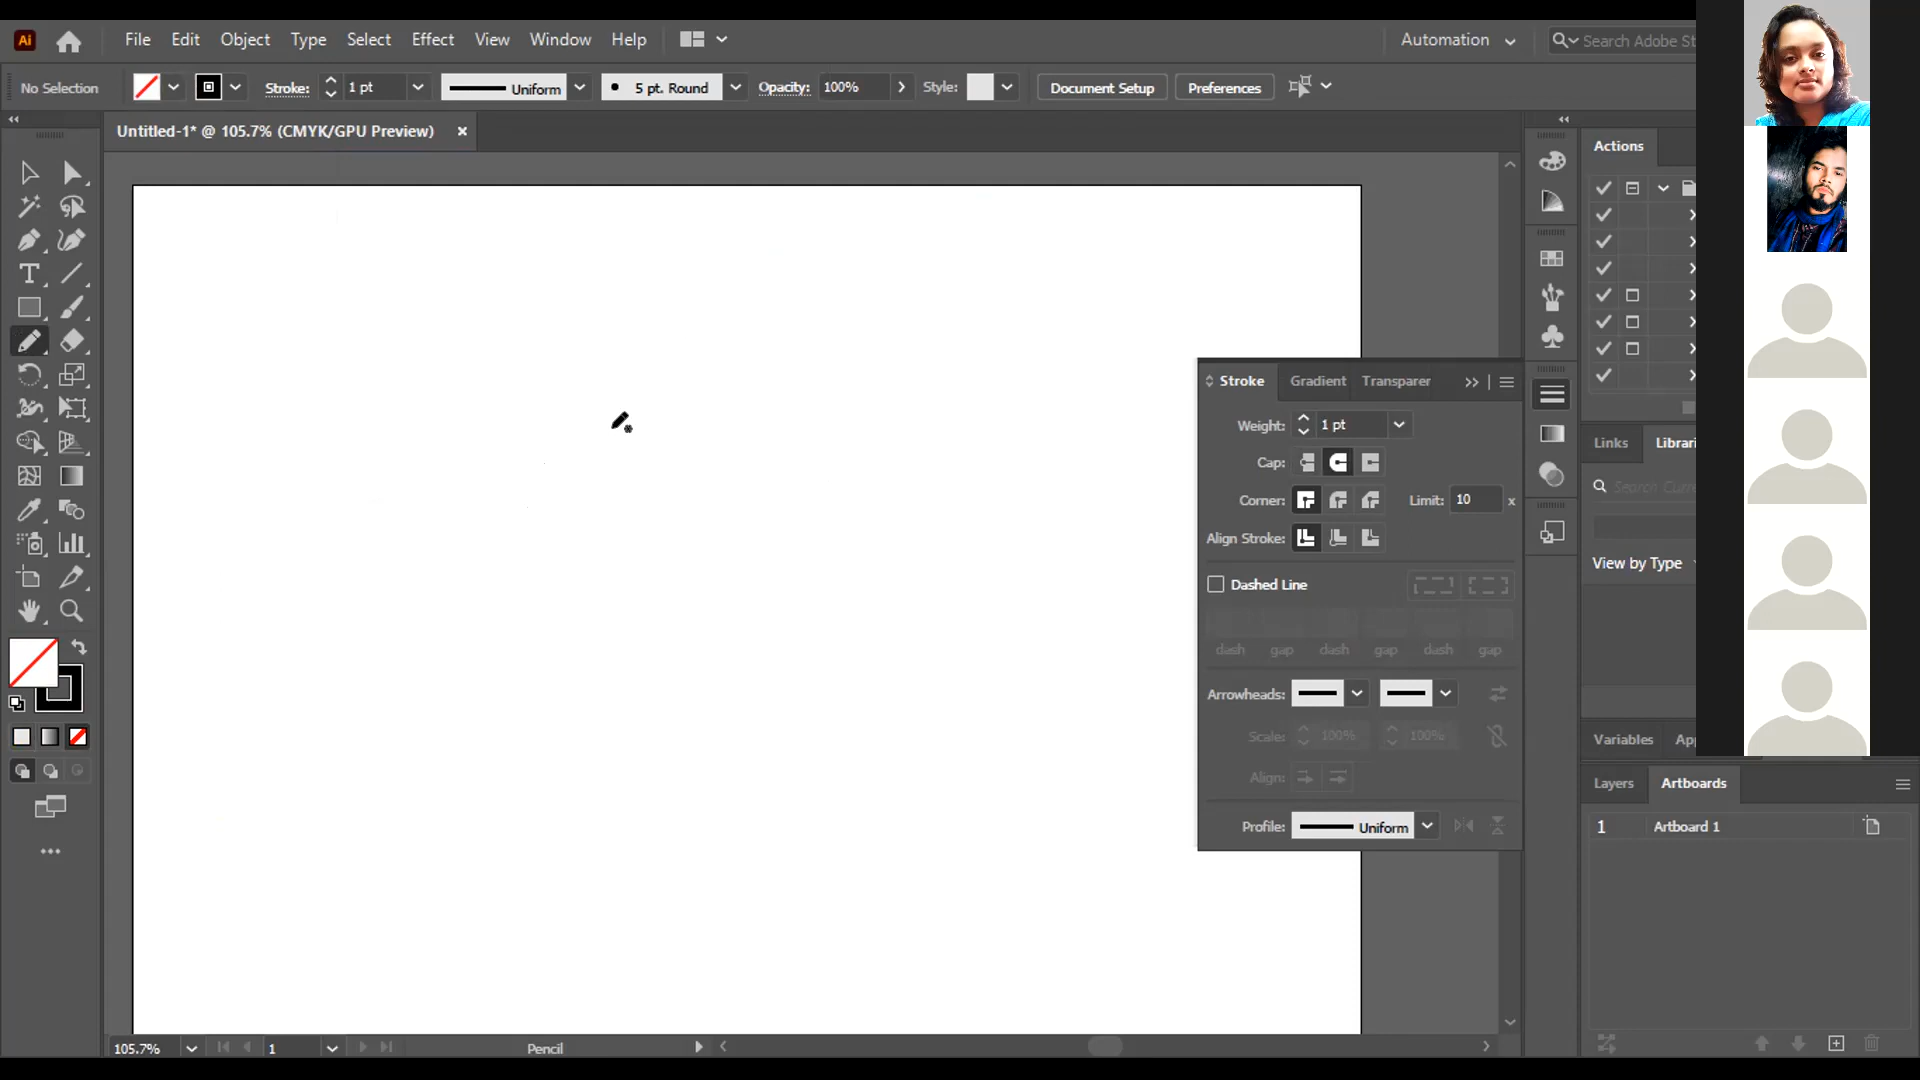 Ai File Edit Object Type Select Effect View Window Help Automation Search Adobe St
No Selection Stroke: 1 pt Uniform 5 pt. Round Opacity: 100% Style: Document Setup Preferences
Untitled-1* @ 105.7% (CMYK/GPU Preview)
Actions
Stroke Gradient Transparer
Weight: 1 pt
Cap:
Links Librari
Corner: Limit: 10 x
Search Curre
Align Stroke:
View by Type
Dashed Line
dash gap dash gap dash gap
Arrowheads:
Scale: 100% 100%
Variables Ap
Align:
Layers Artboards
Profile: Uniform
1 Artboard 1
105.7% 1 Pencil